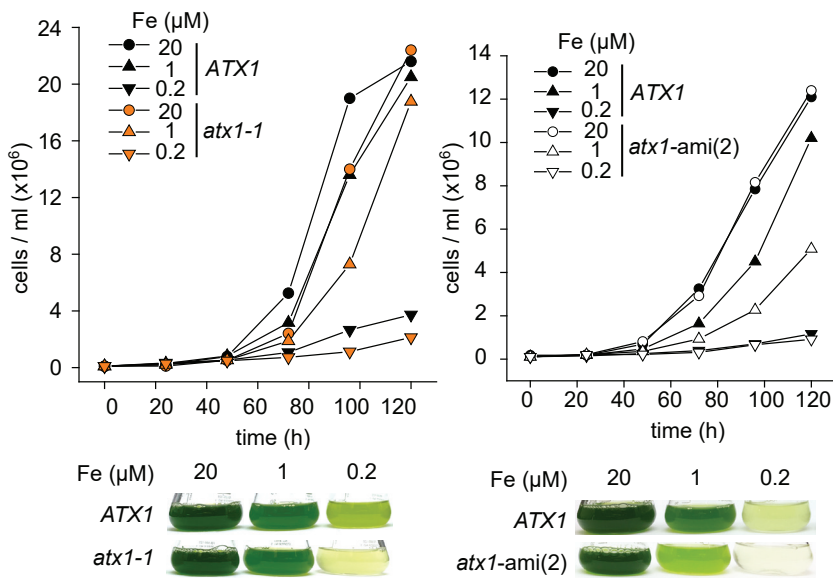 Fe (µM)
20
1
0.2
ATX1
20
1
0.2
atx1-1
24
20
16
12
8
4
0
cells / ml (x10⁶)
0 20 40 60 80 100 120
time (h)
Fe (µM)
20
1
0.2
ATX1
20
1
0.2
atx1-ami(2)
14
12
10
8
6
4
2
0
cells / ml (x10⁶)
0 20 40 60 80 100 120
time (h)
Fe (µM) 20 1 0.2
ATX1
atx1-1
Fe (µM) 20 1 0.2
ATX1
atx1-ami(2)